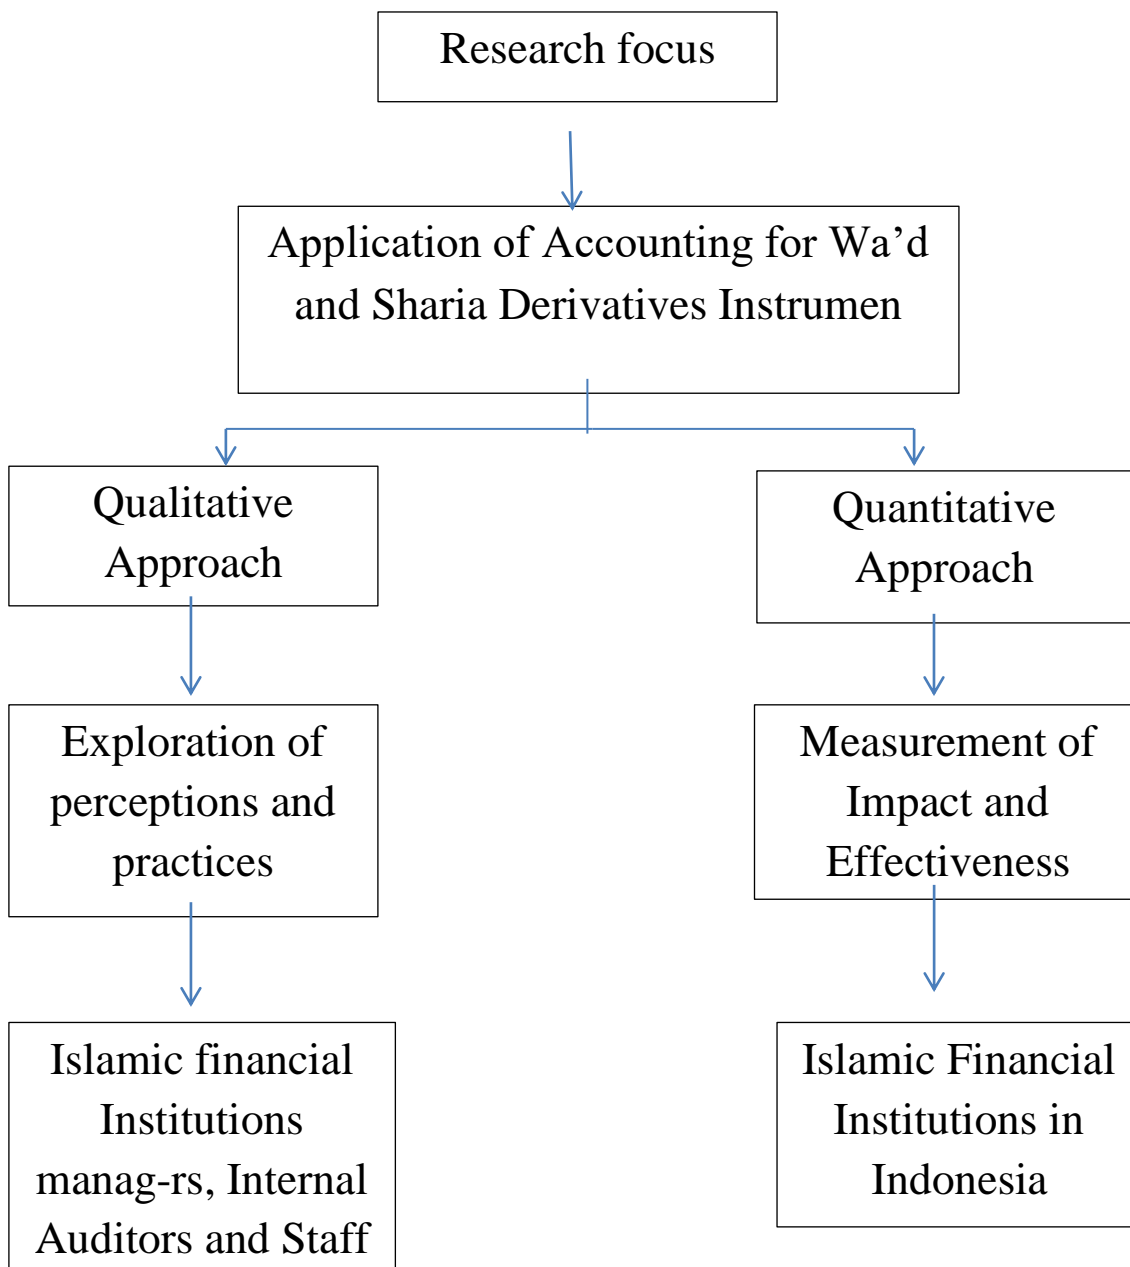 Research focus
Application of Accounting for Wa’d
and Sharia Derivatives Instrumen
Qualitative
Approach
Quantitative
Approach
Exploration of
perceptions and
practices
Measurement of
Impact and
Effectiveness
Islamic financial
Institutions
manag-rs, Internal
Auditors and Staff
Islamic Financial
Institutions in
Indonesia